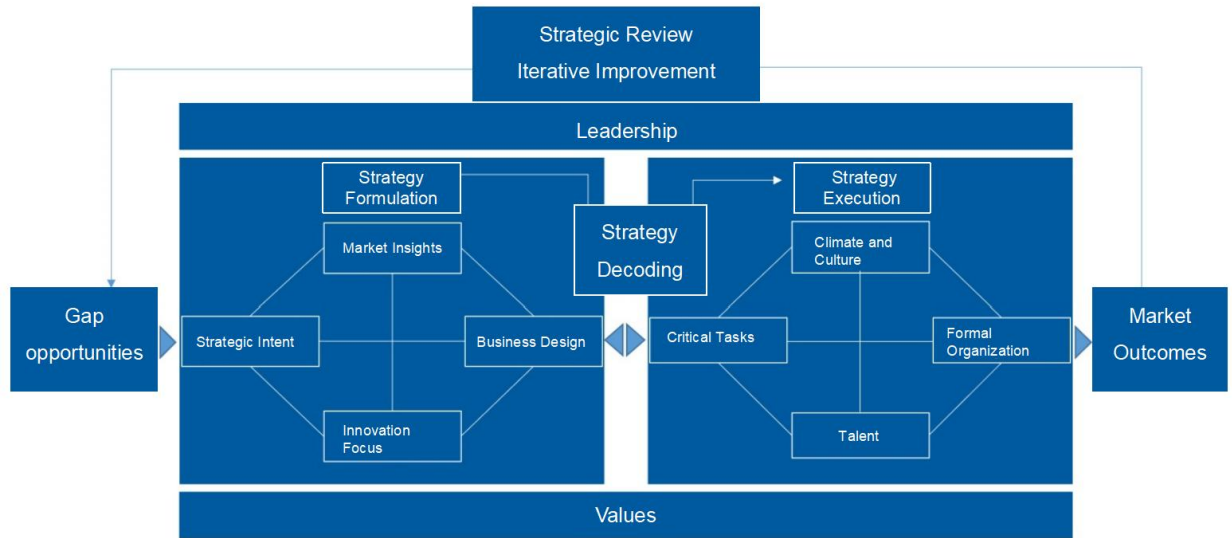 Strategic Review
Iterative Improvement
Leadership
Strategy
Formulation
Strategy
Execution
Strategy
Decoding
Market Insights
Climate and
Culture
Gap
opportunities
Strategic Intent
Business Design
Critical Tasks
Formal
Organization
Market
Outcomes
Innovation
Focus
Talent
Values